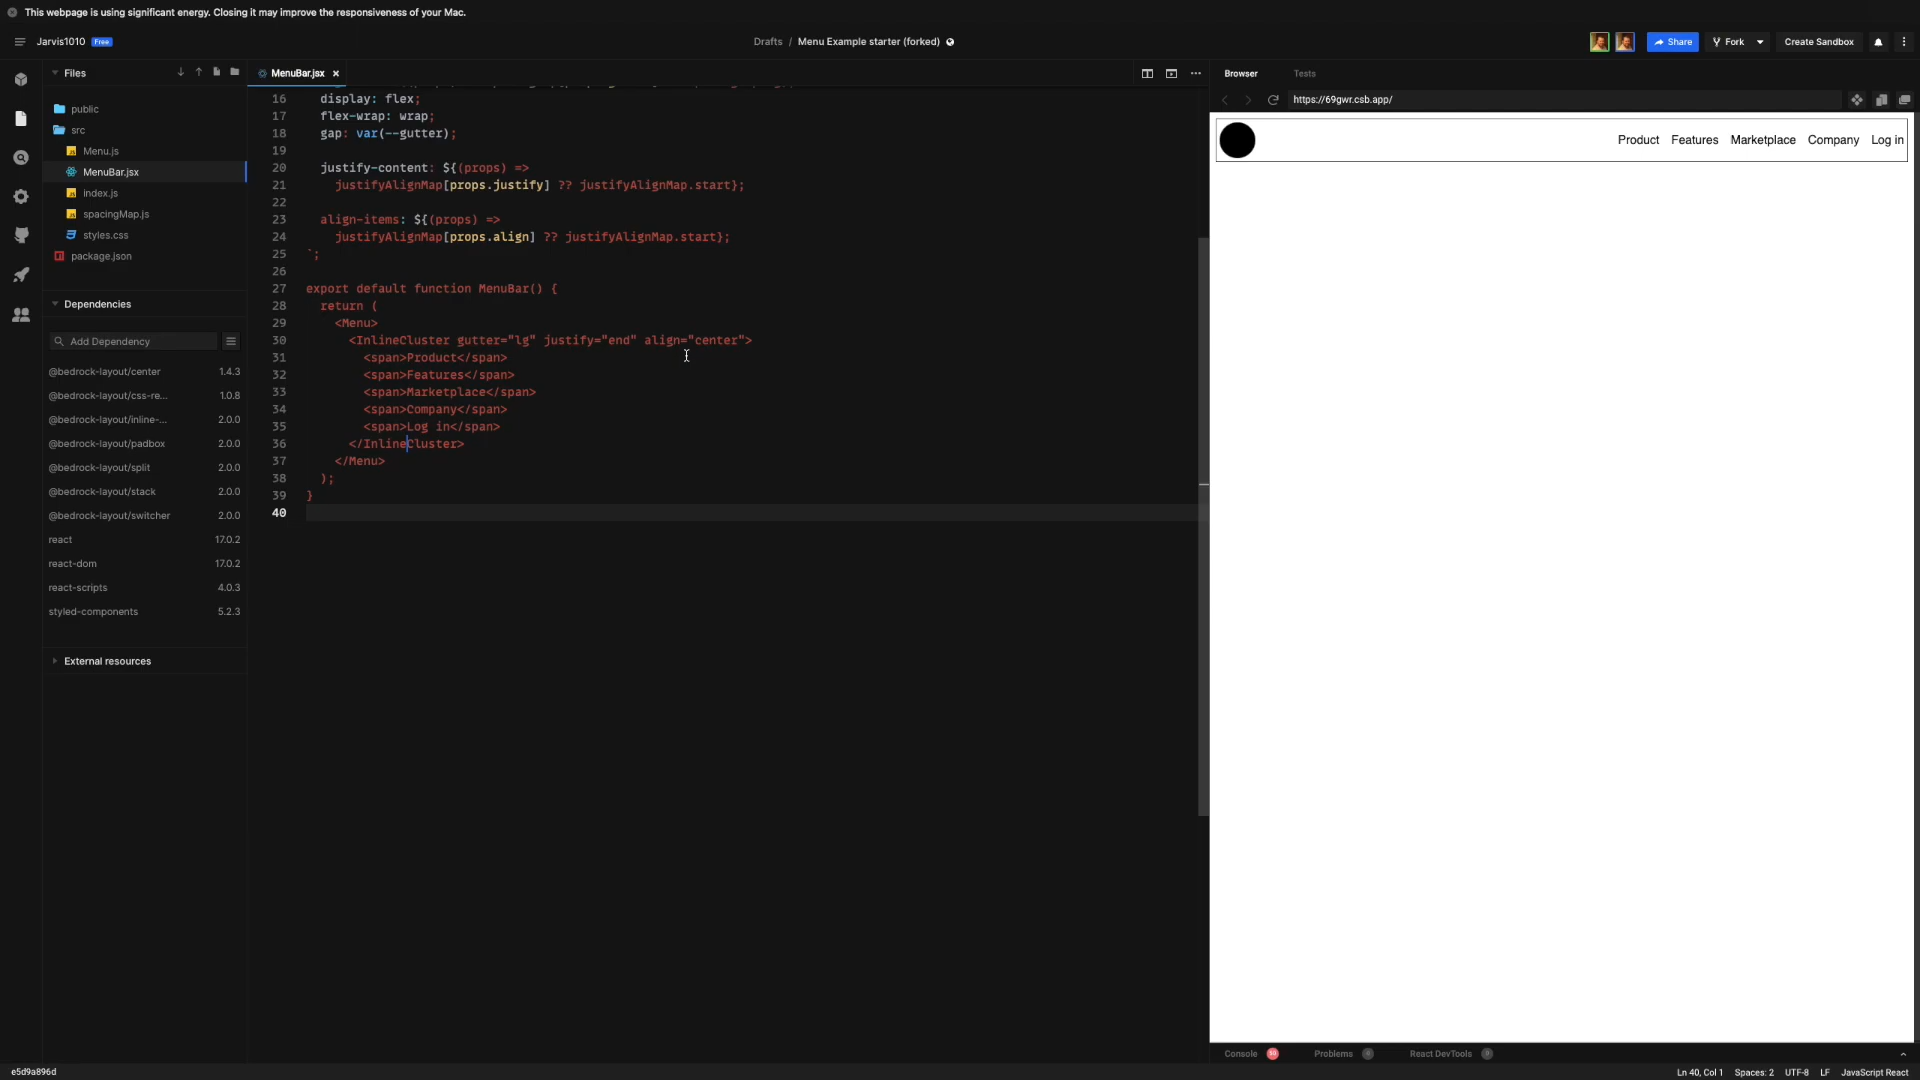 This webpage is using significant energy. Closing it may improve the responsiveness of your Mac.
Jarvis1010 Free
Drafts / Menu Example starter (forked)
Share
Fork
Create Sandbox
Files
public
src
Menu.js
MenuBar.jsx
index.js
spacingMap.js
styles.css
package.json
Dependencies
Add Dependency
@bedrock-layout/center 1.4.3
@bedrock-layout/css-re... 1.0.8
@bedrock-layout/inline-... 2.0.0
@bedrock-layout/padbox 2.0.0
@bedrock-layout/split 2.0.0
@bedrock-layout/stack 2.0.0
@bedrock-layout/switcher 2.0.0
react 17.0.2
react-dom 17.0.2
react-scripts 4.0.3
styled-components 5.2.3
External resources
MenuBar.jsx
16 display: flex;
17 flex-wrap: wrap;
18 gap: var(--gutter);
19
20 justify-content: ${(props) =>
21 justifyAlignMap[props.justify] ?? justifyAlignMap.start};
22
23 align-items: ${(props) =>
24 justifyAlignMap[props.align] ?? justifyAlignMap.start};
25 `;
26
27 export default function MenuBar() {
28 return (
29 <Menu>
30 <InlineCluster gutter="lg" justify="end" align="center">
31 <span>Product</span>
32 <span>Features</span>
33 <span>Marketplace</span>
34 <span>Company</span>
35 <span>Log in</span>
36 </InlineCluster>
37 </Menu>
38 );
39 }
40
Browser
Tests
https://69gwr.csb.app/
Product Features Marketplace Company Log in
Console
Problems
React DevTools
e5d9a896d
Ln 40, Col 1 Spaces: 2 UTF-8 LF JavaScript React